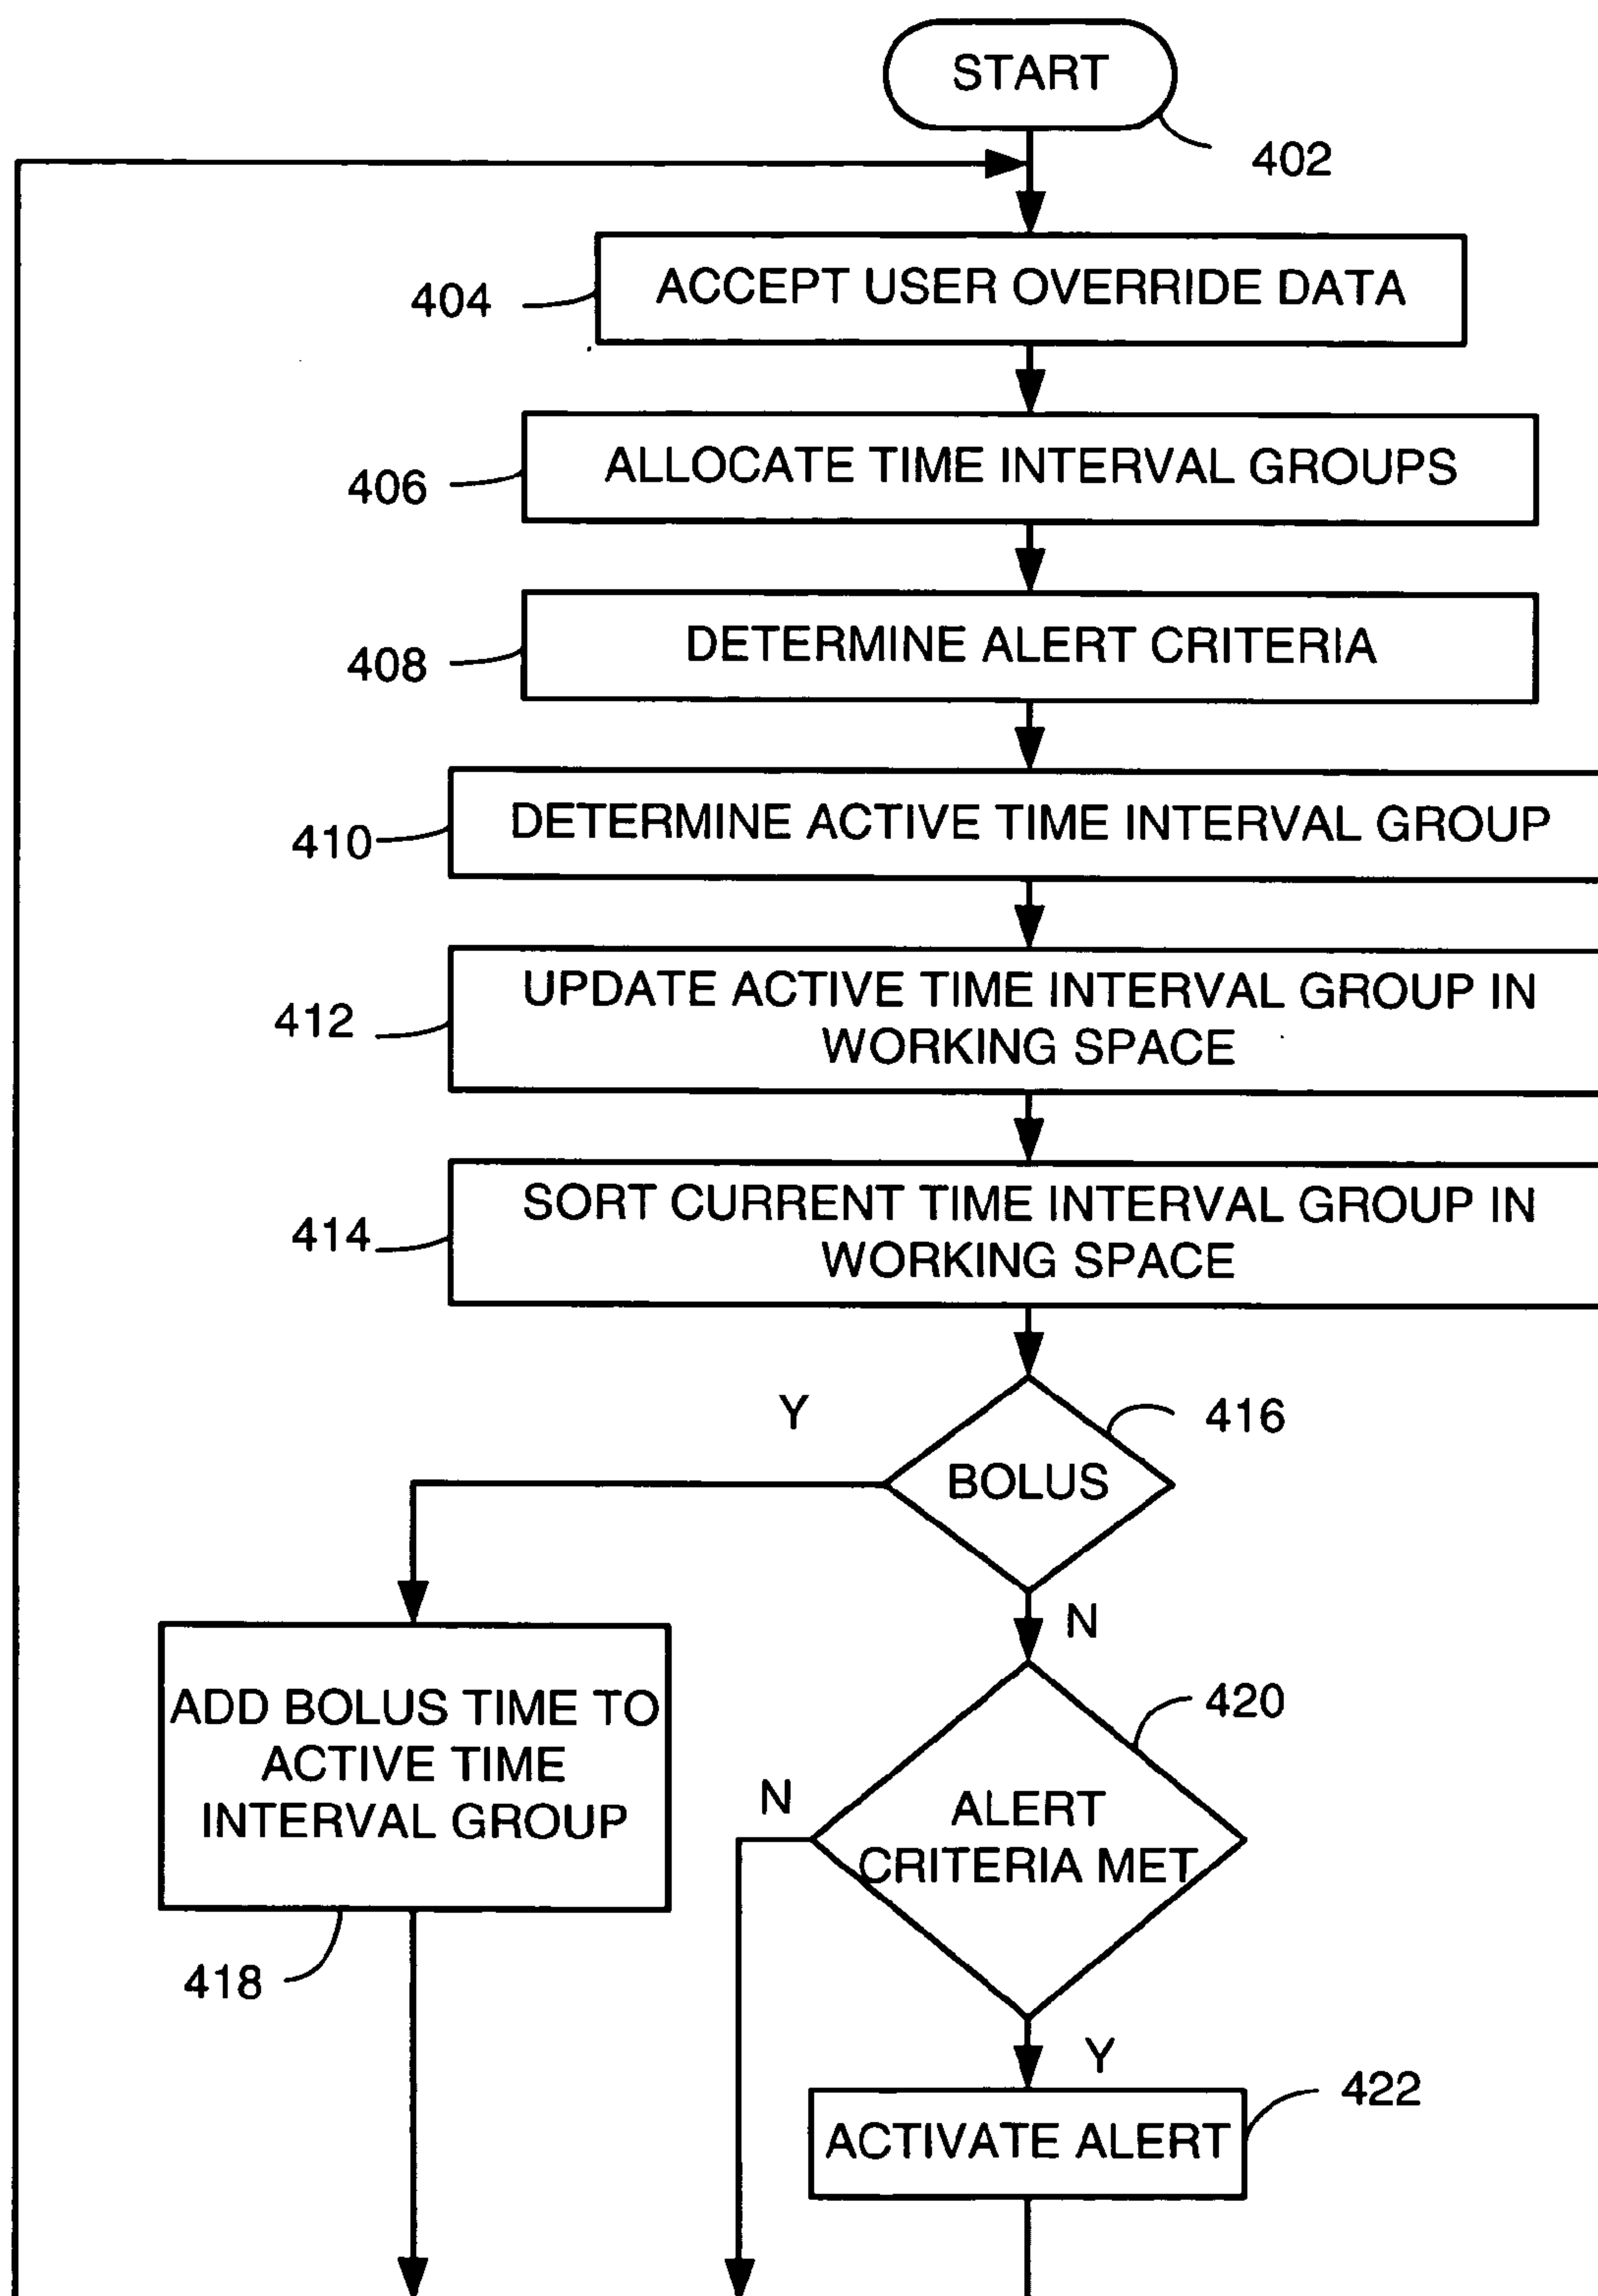 START
402
ACCEPT USER OVERRIDE DATA
404
ALLOCATE TIME INTERVAL GROUPS
406
DETERMINE ALERT CRITERIA
408
DETERMINE ACTIVE TIME INTERVAL GROUP
410
UPDATE ACTIVE TIME INTERVAL GROUP IN
WORKING SPACE
412
SORT CURRENT TIME INTERVAL GROUP IN
WORKING SPACE
414
Y
416
BOLUS
N
ADD BOLUS TIME TO
ACTIVE TIME
INTERVAL GROUP
418
420
N
ALERT
CRITERIA MET
Y
422
ACTIVATE ALERT